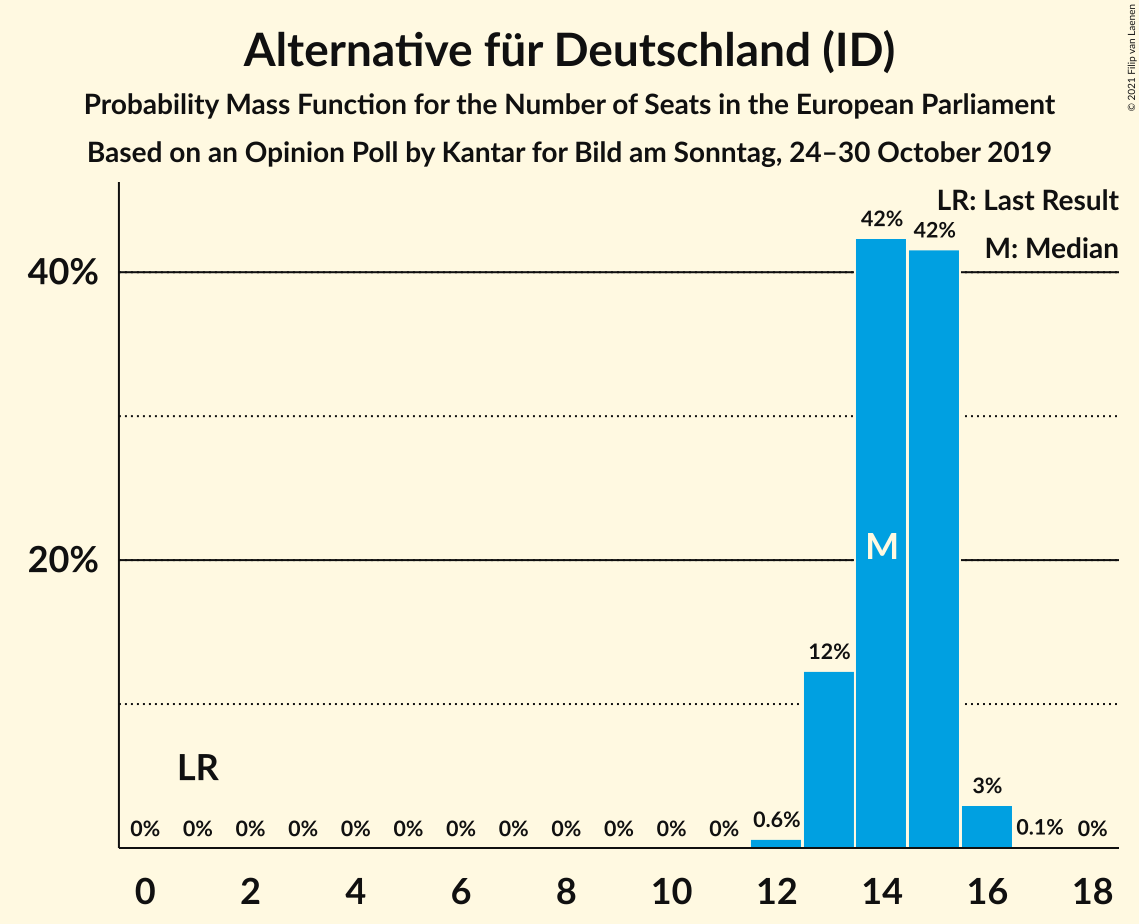 Alternative für Deutschland (ID)
Probability Mass Function for the Number of Seats in the European Parliament
Based on an Opinion Poll by Kantar for Bild am Sonntag, 24–30 October 2019
© 2021 Filip van Laenen
LR: Last Result
M: Median
42%
42%
40%
M
20%
12%
LR
3%
0% 0% 0% 0% 0% 0% 0% 0% 0% 0% 0% 0% 0.6% 0.1% 0%
0 2 4 6 8 10 12 14 16 18